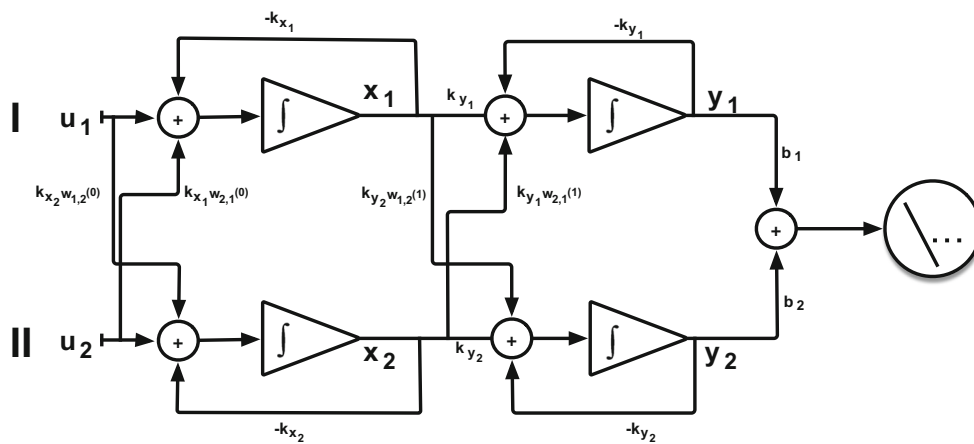 -kx1
-ky1
I
u1
+
∫
x1
ky1
+
∫
y1
b1
kx2w1,2(0)
kx1w2,1(0)
ky2w1,2(1)
ky1w2,1(1)
+
...
II
u2
+
∫
x2
ky2
+
∫
y2
b2
-kx2
-ky2